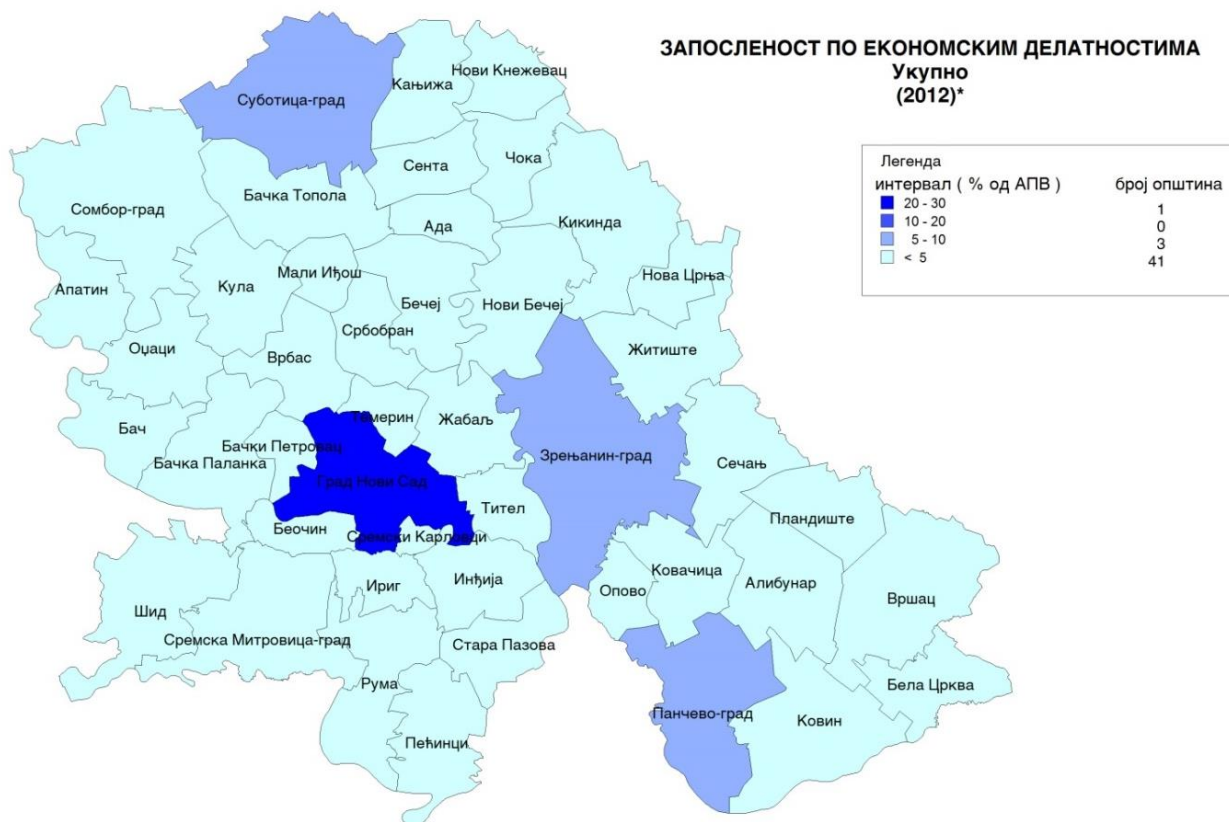 ЗАПОСЛЕНОСТ ПО ЕКОНОМСКИМ ДЕЛАТНОСТИМА
Укупно
(2012)*
Легенда
интервал ( % од АПВ ) број општина
20 - 30 1
10 - 20 0
5 - 10 3
< 5 41
Суботица-град
Кањижа
Нови Кнежевац
Сента
Чока
Бачка Топола
Сомбор-град
Ада
Кикинда
Апатин
Кула
Мали Иђош
Бечеј
Нови Бечеј
Нова Црња
Србобран
Оџаци
Врбас
Житиште
Темерин
Жабаљ
Бач
Бачки Петровац
Бачка Паланка
Зрењанин-град
Сечањ
Град Нови Сад
Тител
Пландиште
Беочин
Сремски Карловци
Ириг
Инђија
Опово
Ковачица
Алибунар
Вршац
Шид
Сремска Митровица-град
Стара Пазова
Рума
Бела Црква
Панчево-град
Ковин
Пећинци